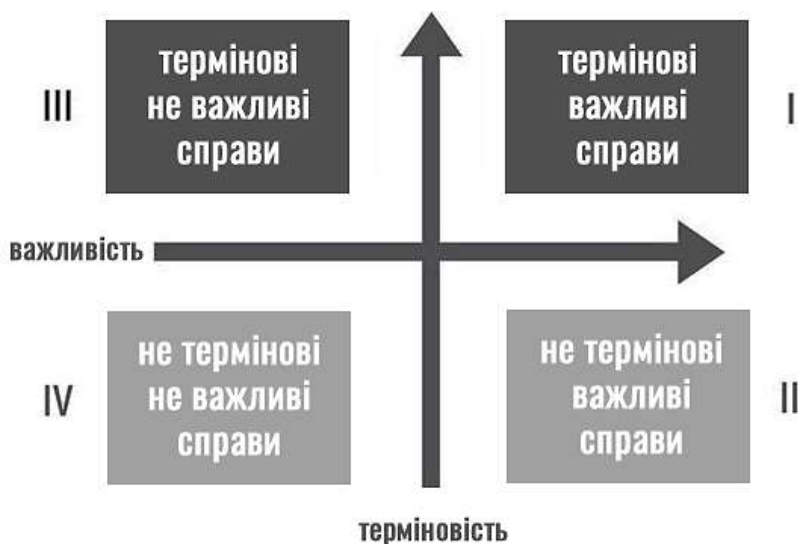 III
термінові
не важливі
справи
термінові
важливі
справи
I
важливість
IV
не термінові
не важливі
справи
не термінові
важливі
справи
II
терміновість